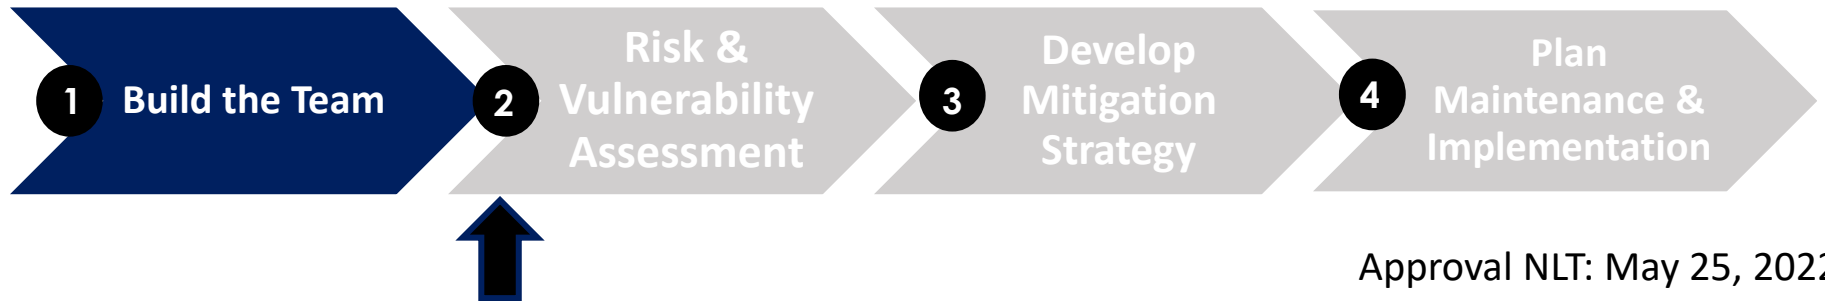 1 Build the Team
2 Risk &
Vulnerability
Assessment
3 Develop
Mitigation
Strategy
4 Plan
Maintenance &
Implementation
Approval NLT: May 25, 2022